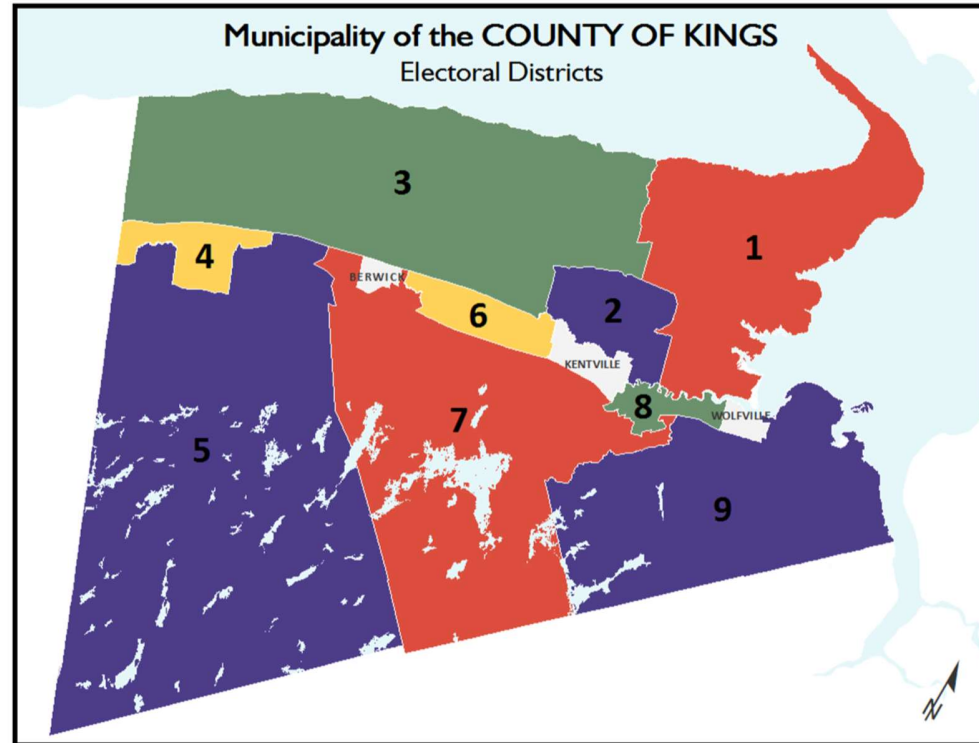 Municipality of the COUNTY OF KINGS
Electoral Districts
3
1
4
BERWICK
6
2
KENTVILLE
8
WOLFVILLE
7
5
9
N